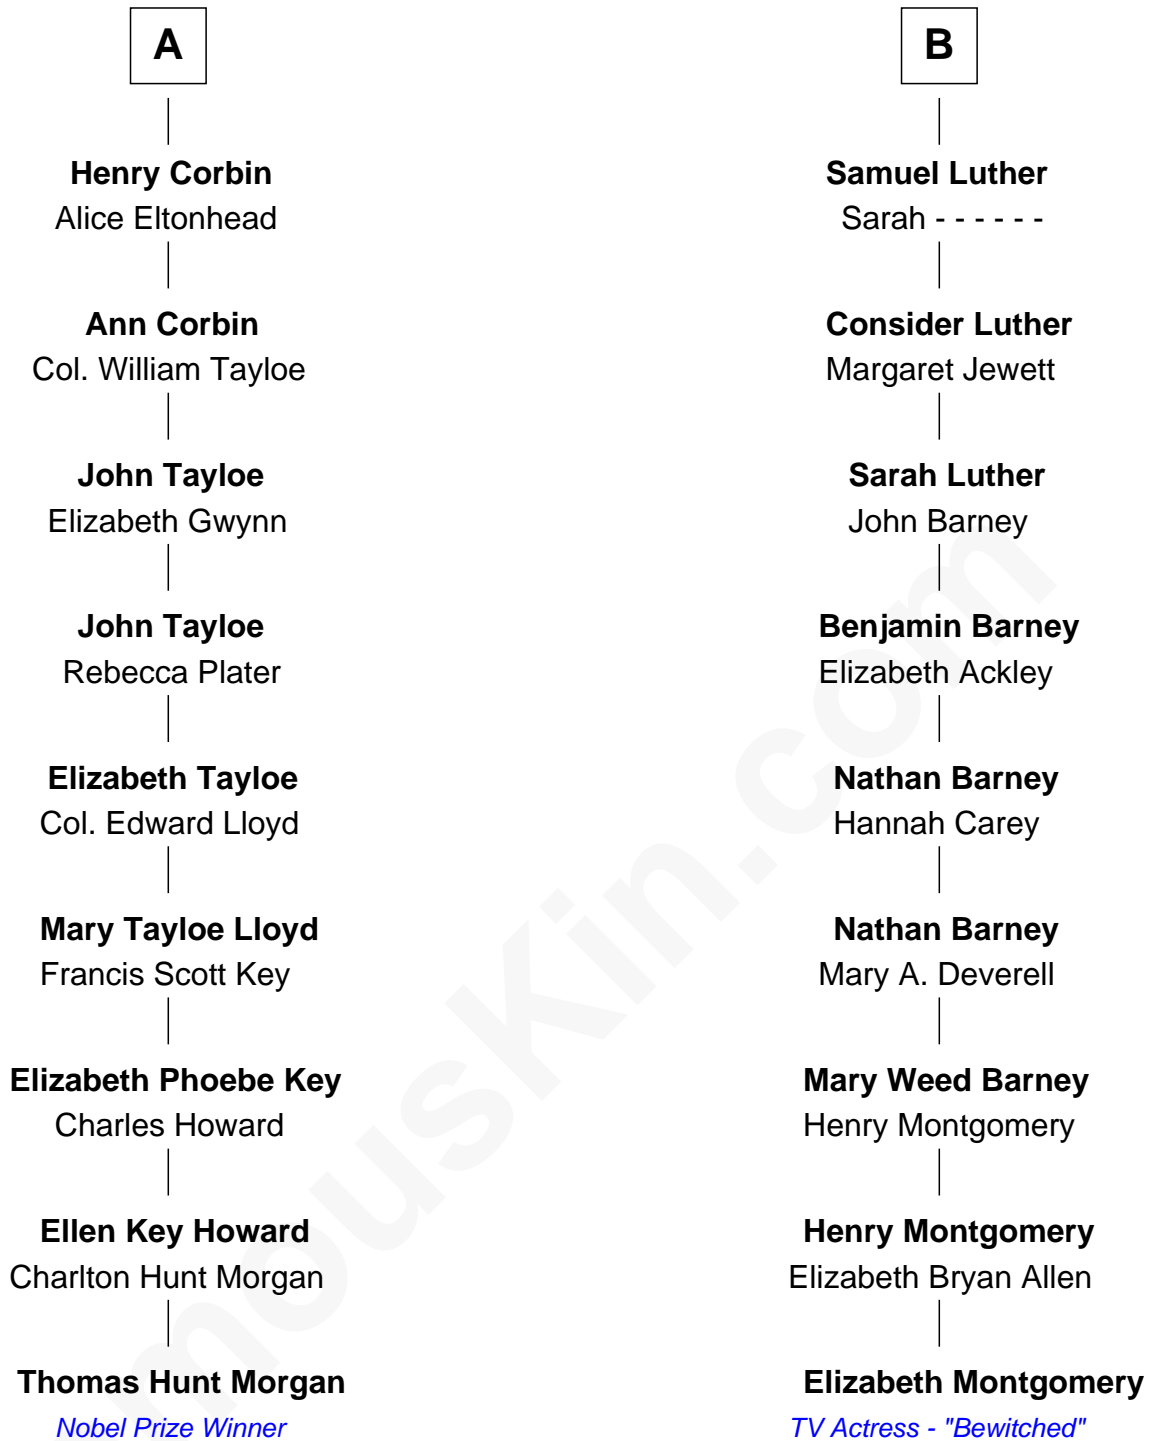 A
Henry Corbin
Alice Eltonhead
Ann Corbin
Col. William Tayloe
John Tayloe
Elizabeth Gwynn
John Tayloe
Rebecca Plater
Elizabeth Tayloe
Col. Edward Lloyd
Mary Tayloe Lloyd
Francis Scott Key
Elizabeth Phoebe Key
Charles Howard
Ellen Key Howard
Charlton Hunt Morgan
Thomas Hunt Morgan
Nobel Prize Winner
B
Samuel Luther
Sarah - - - - - -
Consider Luther
Margaret Jewett
Sarah Luther
John Barney
Benjamin Barney
Elizabeth Ackley
Nathan Barney
Hannah Carey
Nathan Barney
Mary A. Deverell
Mary Weed Barney
Henry Montgomery
Henry Montgomery
Elizabeth Bryan Allen
Elizabeth Montgomery
TV Actress - "Bewitched"
mousKin.com